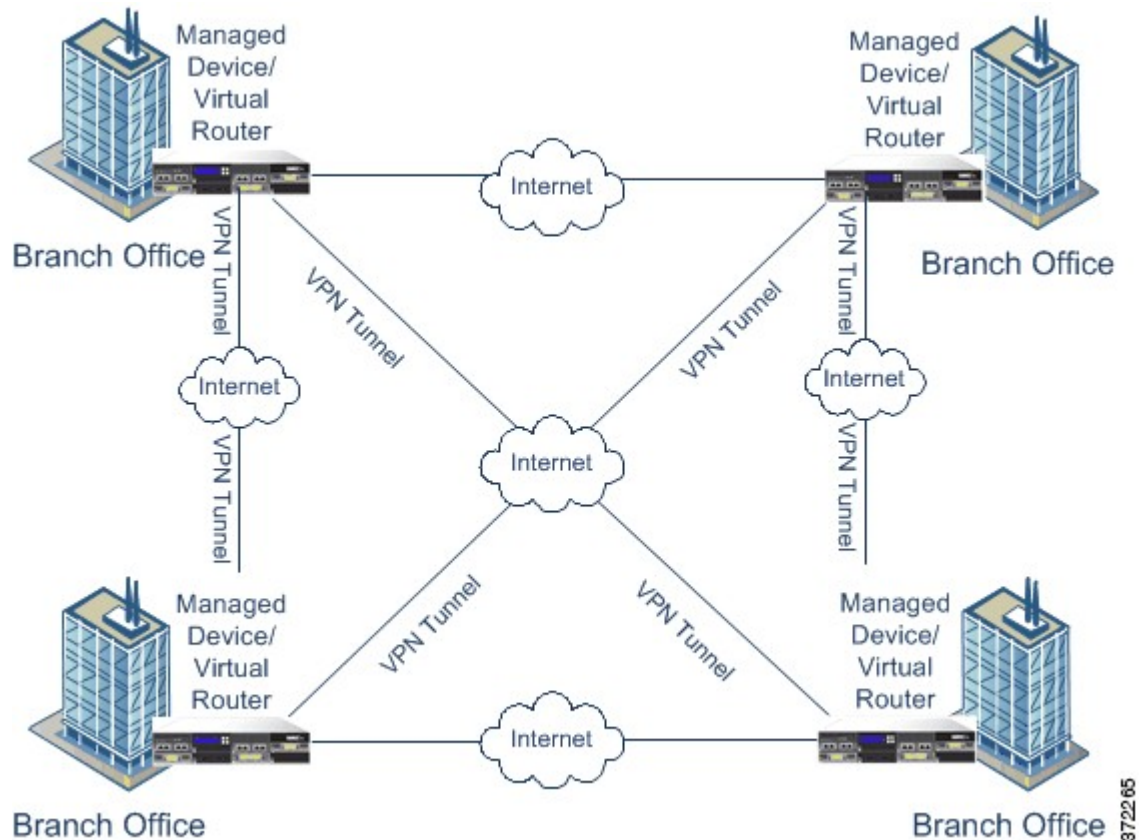 Managed
Device/
Virtual
Router
Managed
Device/
Virtual
Router
Internet
Branch Office
Branch Office
VPN Tunnel
VPN Tunnel
VPN Tunnel
VPN Tunnel
Internet
Internet
Internet
VPN Tunnel
VPN Tunnel
VPN Tunnel
VPN Tunnel
Managed
Device/
Virtual
Router
Managed
Device/
Virtual
Router
Internet
Branch Office
Branch Office
372265